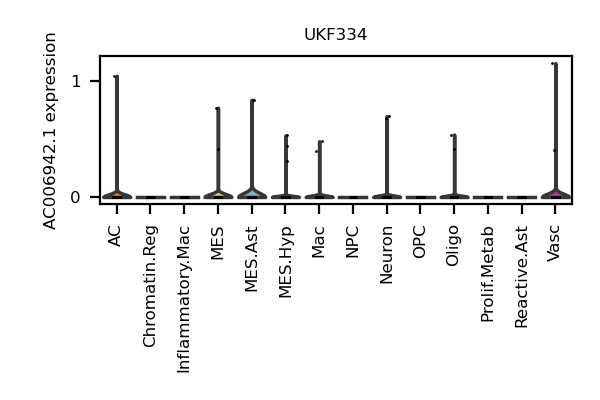 UKF334
AC006942.1 expression
1
0
AC
Chromatin.Reg
Inflammatory.Mac
MES
MES.Ast
MES.Hyp
Mac
NPC
Neuron
OPC
Oligo
Prolif.Metab
Reactive.Ast
Vasc